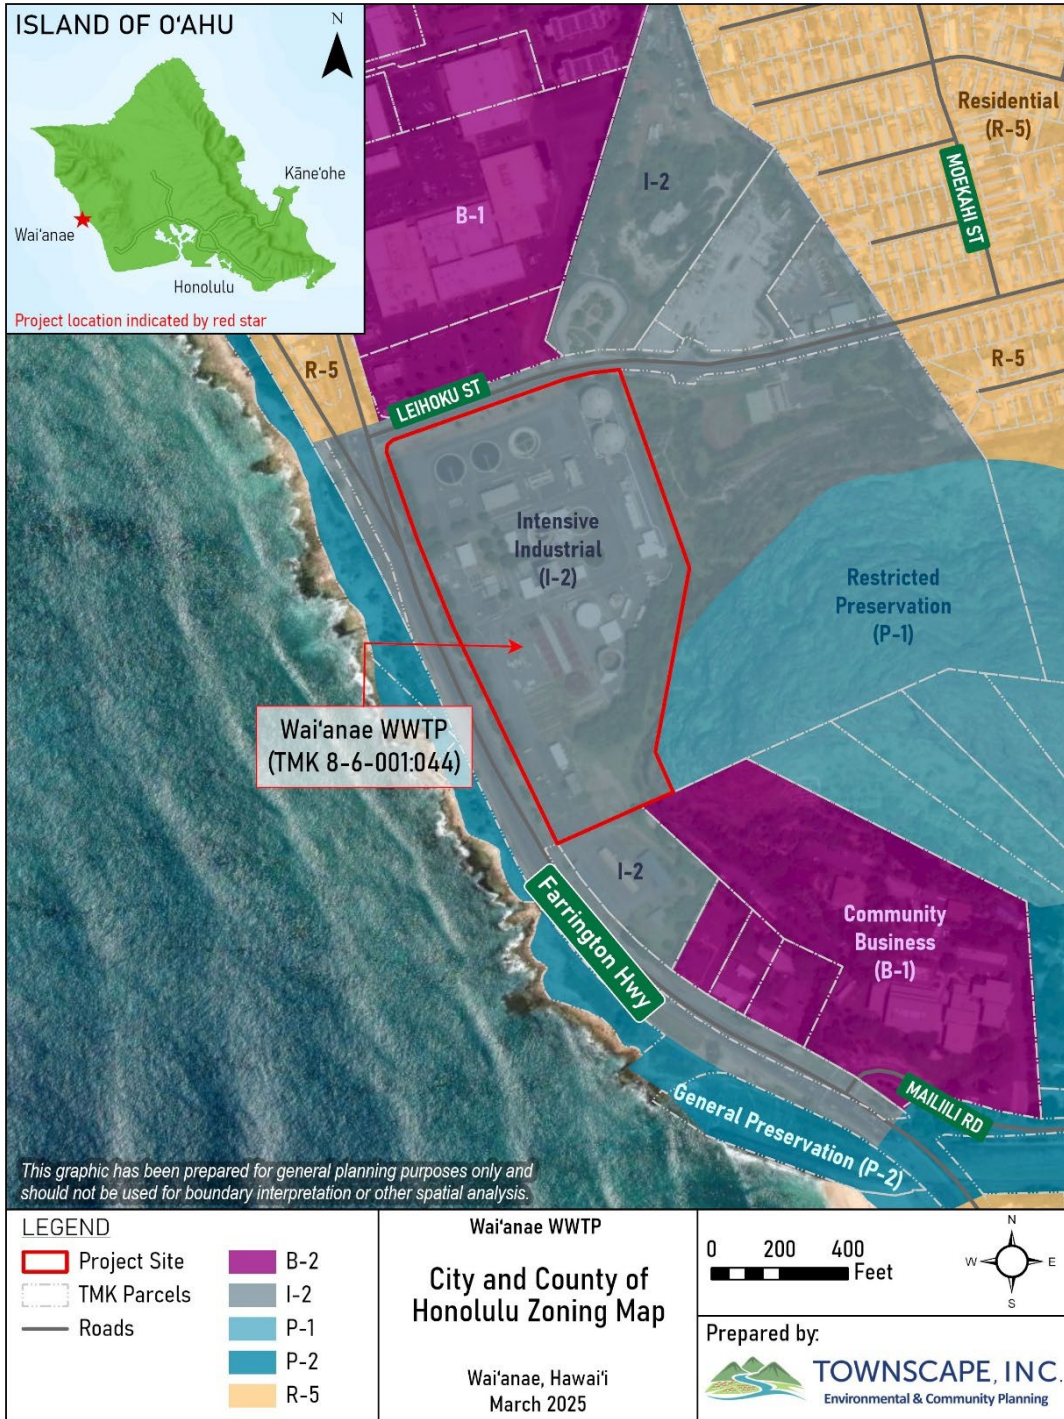 ISLAND OF O‘AHU
N
Kāne‘ohe
Wai‘anae
Honolulu
Project location indicated by red star
B-1
I-2
Residential
(R-5)
MOEKAHI ST
R-5
R-5
LEIHOKU ST
Intensive
Industrial
(I-2)
Restricted
Preservation
(P-1)
Wai‘anae WWTP
(TMK 8-6-001:044)
I-2
Farrington Hwy
Community
Business
(B-1)
MAILIILI RD
General Preservation (P-2)
This graphic has been prepared for general planning purposes only and
should not be used for boundary interpretation or other spatial analysis.
LEGEND
Project Site
TMK Parcels
Roads
B-2
I-2
P-1
P-2
R-5
Wai‘anae WWTP
City and County of
Honolulu Zoning Map
Wai‘anae, Hawai‘i
March 2025
0 200 400
Feet
N
W E
S
Prepared by:
TOWNSCAPE, INC.
Environmental & Community Planning